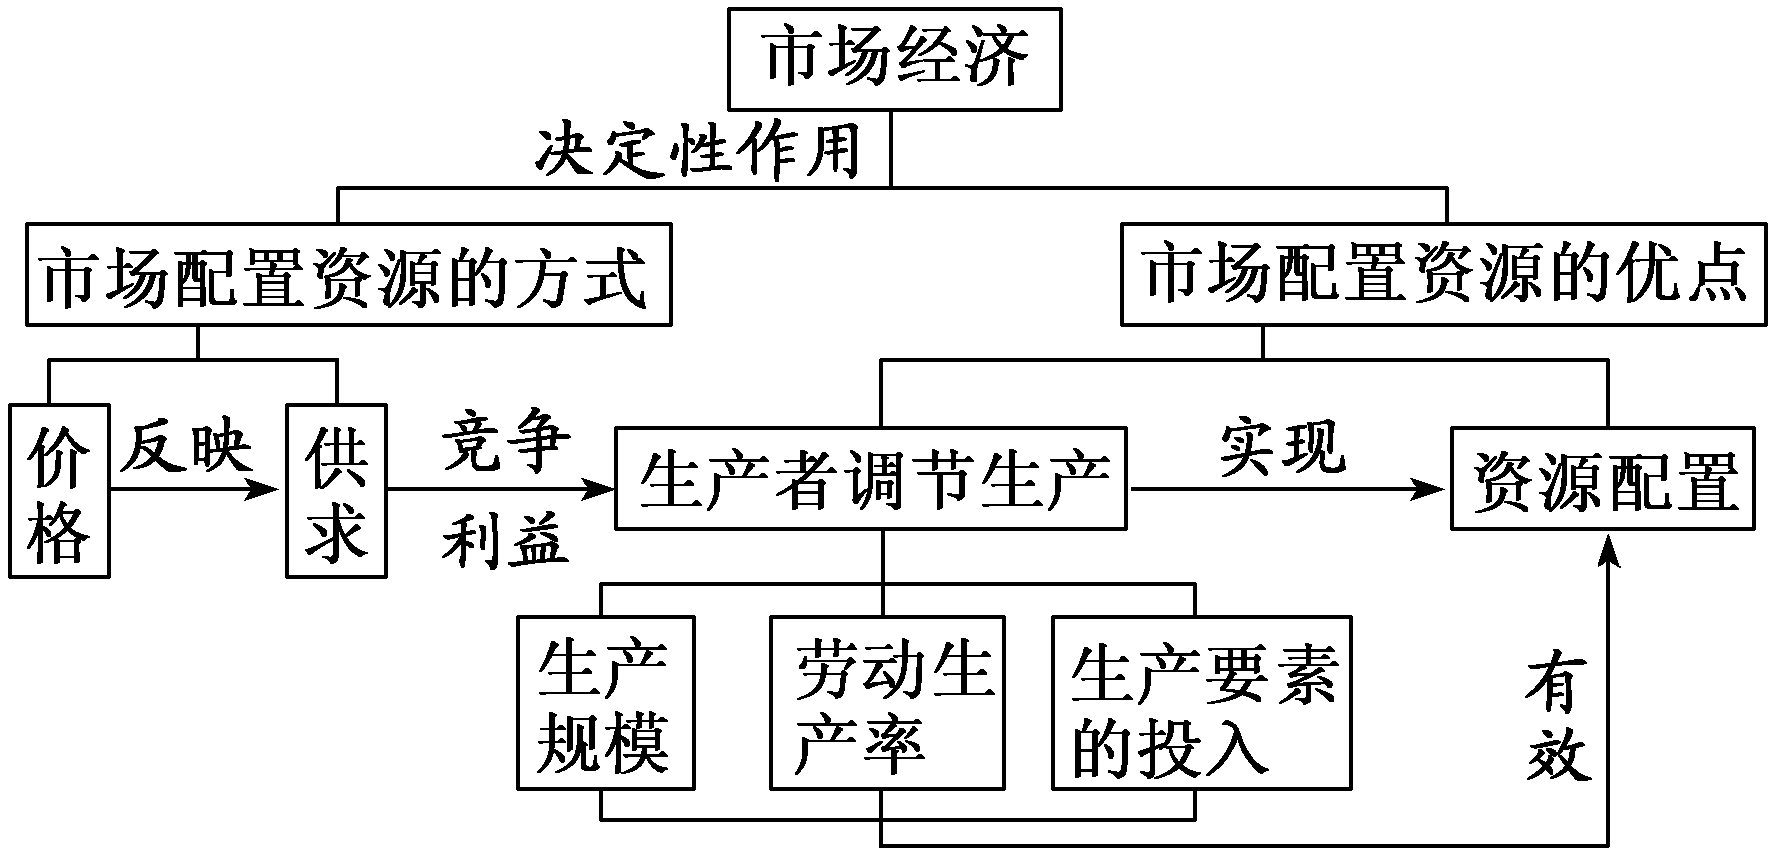 市场经济
决定性作用
市场配置资源的方式
市场配置资源的优点
价格
反映
供求
竞争
利益
生产者调节生产
实现
资源配置
生产
规模
劳动生
产率
生产要素
的投入
有效